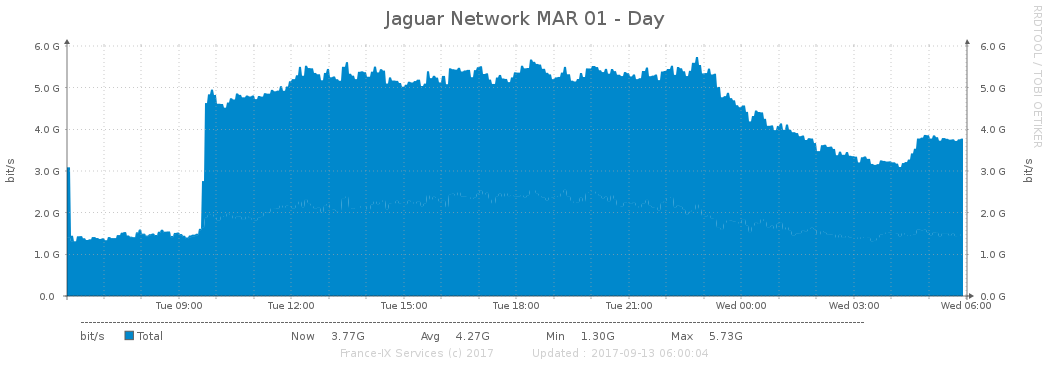 Jaguar Network MAR 01 - Day
RRDTOOL / TOBI OETIKER
6.0 G 6.0 G
5.0 G 5.0 G
4.0 G 4.0 G
3.0 G 3.0 G
2.0 G 2.0 G
1.0 G 1.0 G
0.0 0.0 G
bit/s bit/s
Tue 09:00 Tue 12:00 Tue 15:00 Tue 18:00 Tue 21:00 Wed 00:00 Wed 03:00 Wed 06:00
bit/s Total Now 3.77G Avg 4.27G Min 1.30G Max 5.73G
France-IX Services (c) 2017 Updated : 2017-09-13 06:00:04